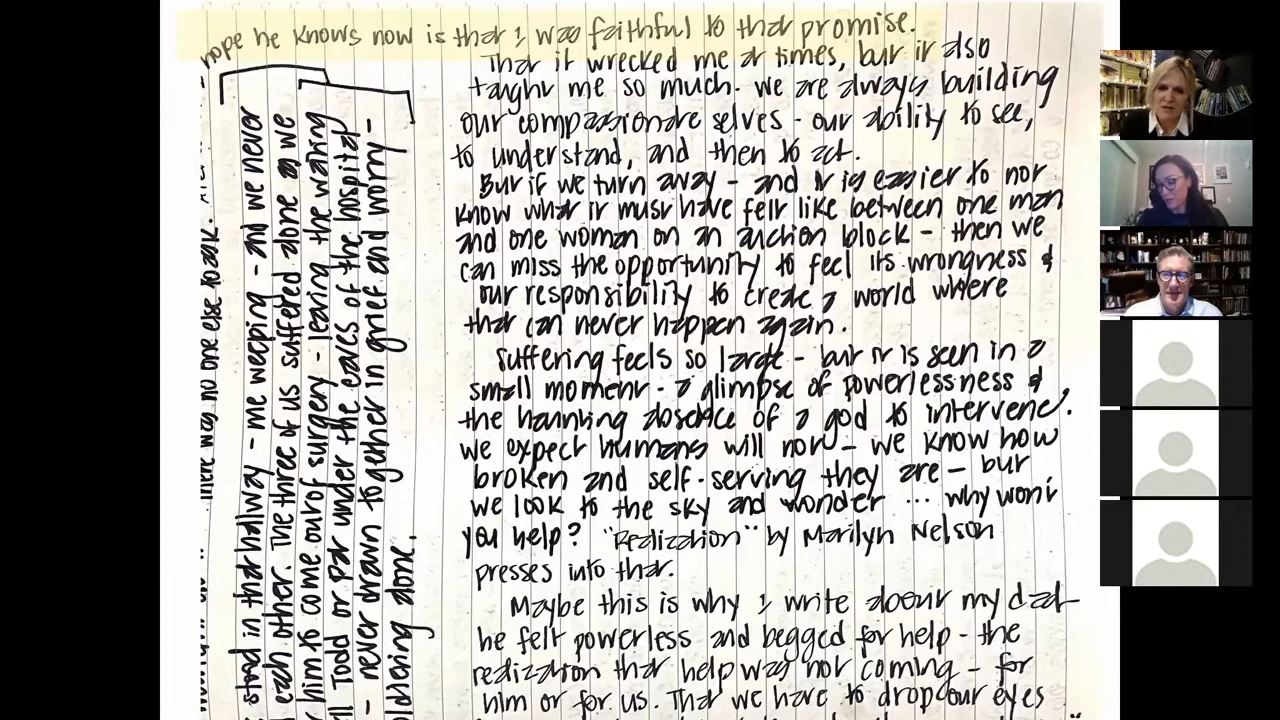 hope he knows now is that I was faithful to that promise.
That it wrecked me at times, but it also
taught me so much. we are always building
our compassionate selves - our ability to see,
to understand, and then to act.
But if we turn away - and it is easier to not
know what it must have felt like between one man
and one woman on an auction block - then we
can miss the opportunity to feel its wrongness &
our responsibility to create a world where
that can never happen again.
Suffering feels so large - but it is seen in a
small moment - a glimpse of powerlessness &
the haunting absence of a god to intervene.
we expect humans will not - we know how
broken and self-serving they are - but
we look to the sky and wonder ... why won't
you help? "Realization" by Marilyn Nelson
presses into that.
Maybe this is why I write about my dad
he felt powerless and begged for help - the
realization that help was not coming - for
him or for us. That we have to drop our eyes
there was no one else to ask.
stood in that hallway - me weeping - and we never
each other. The three of us suffered alone as we
him to come out of surgery - leaving the waiting
Todd or Pat under the eaves of the hospital
- never drawn together in grief and worry -
alone.